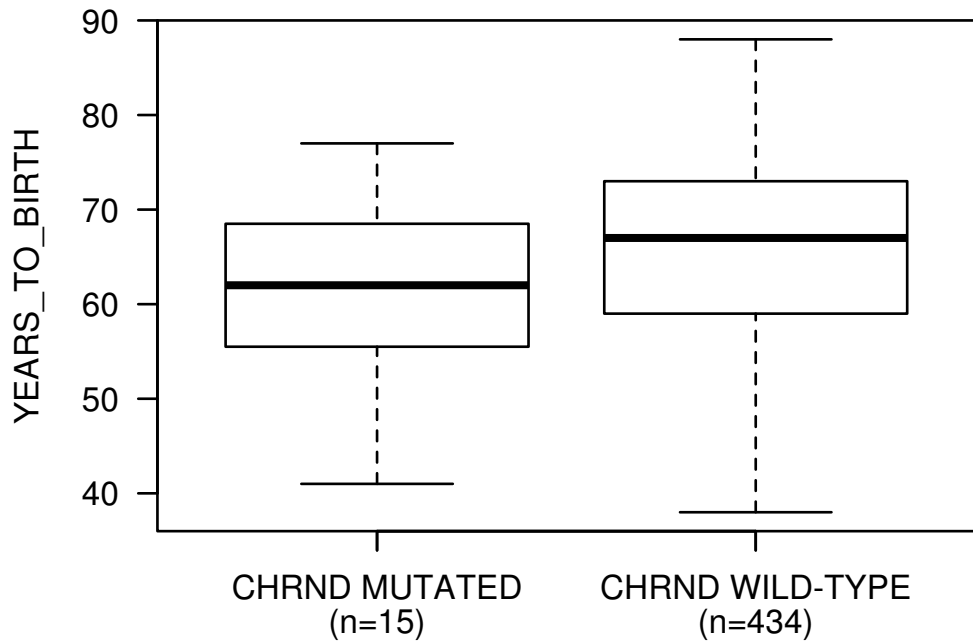 YEARS_TO_BIRTH
90
80
70
60
50
40
CHRND MUTATED
(n=15)
CHRND WILD-TYPE
(n=434)